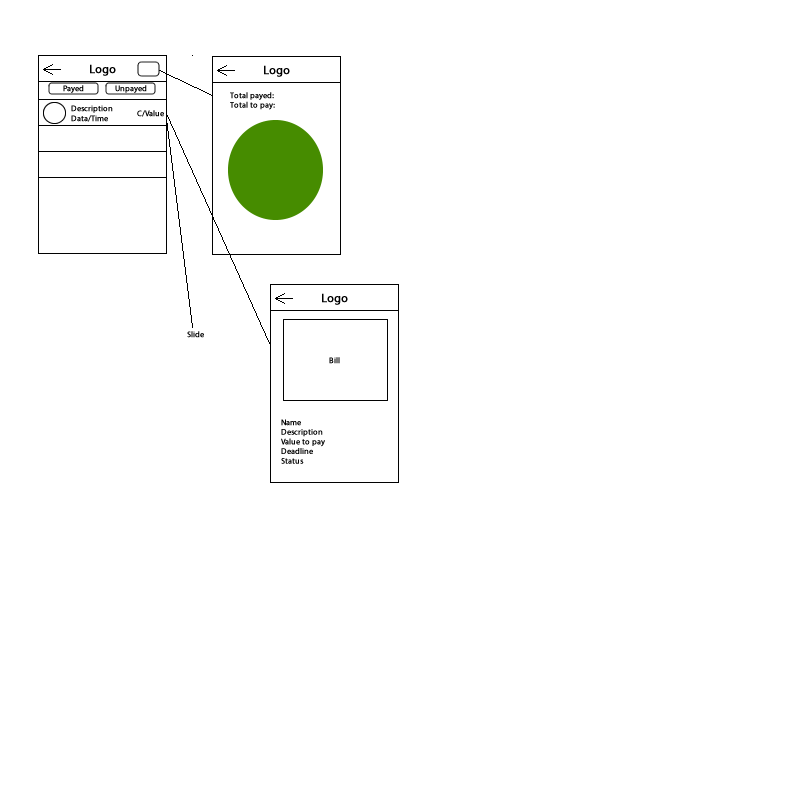 Logo
Payed
Unpayed
Description
Data/Time
C/Value
Logo
Total payed:
Total to pay:
Slide
Logo
Bill
Name
Description
Value to pay
Deadline
Status